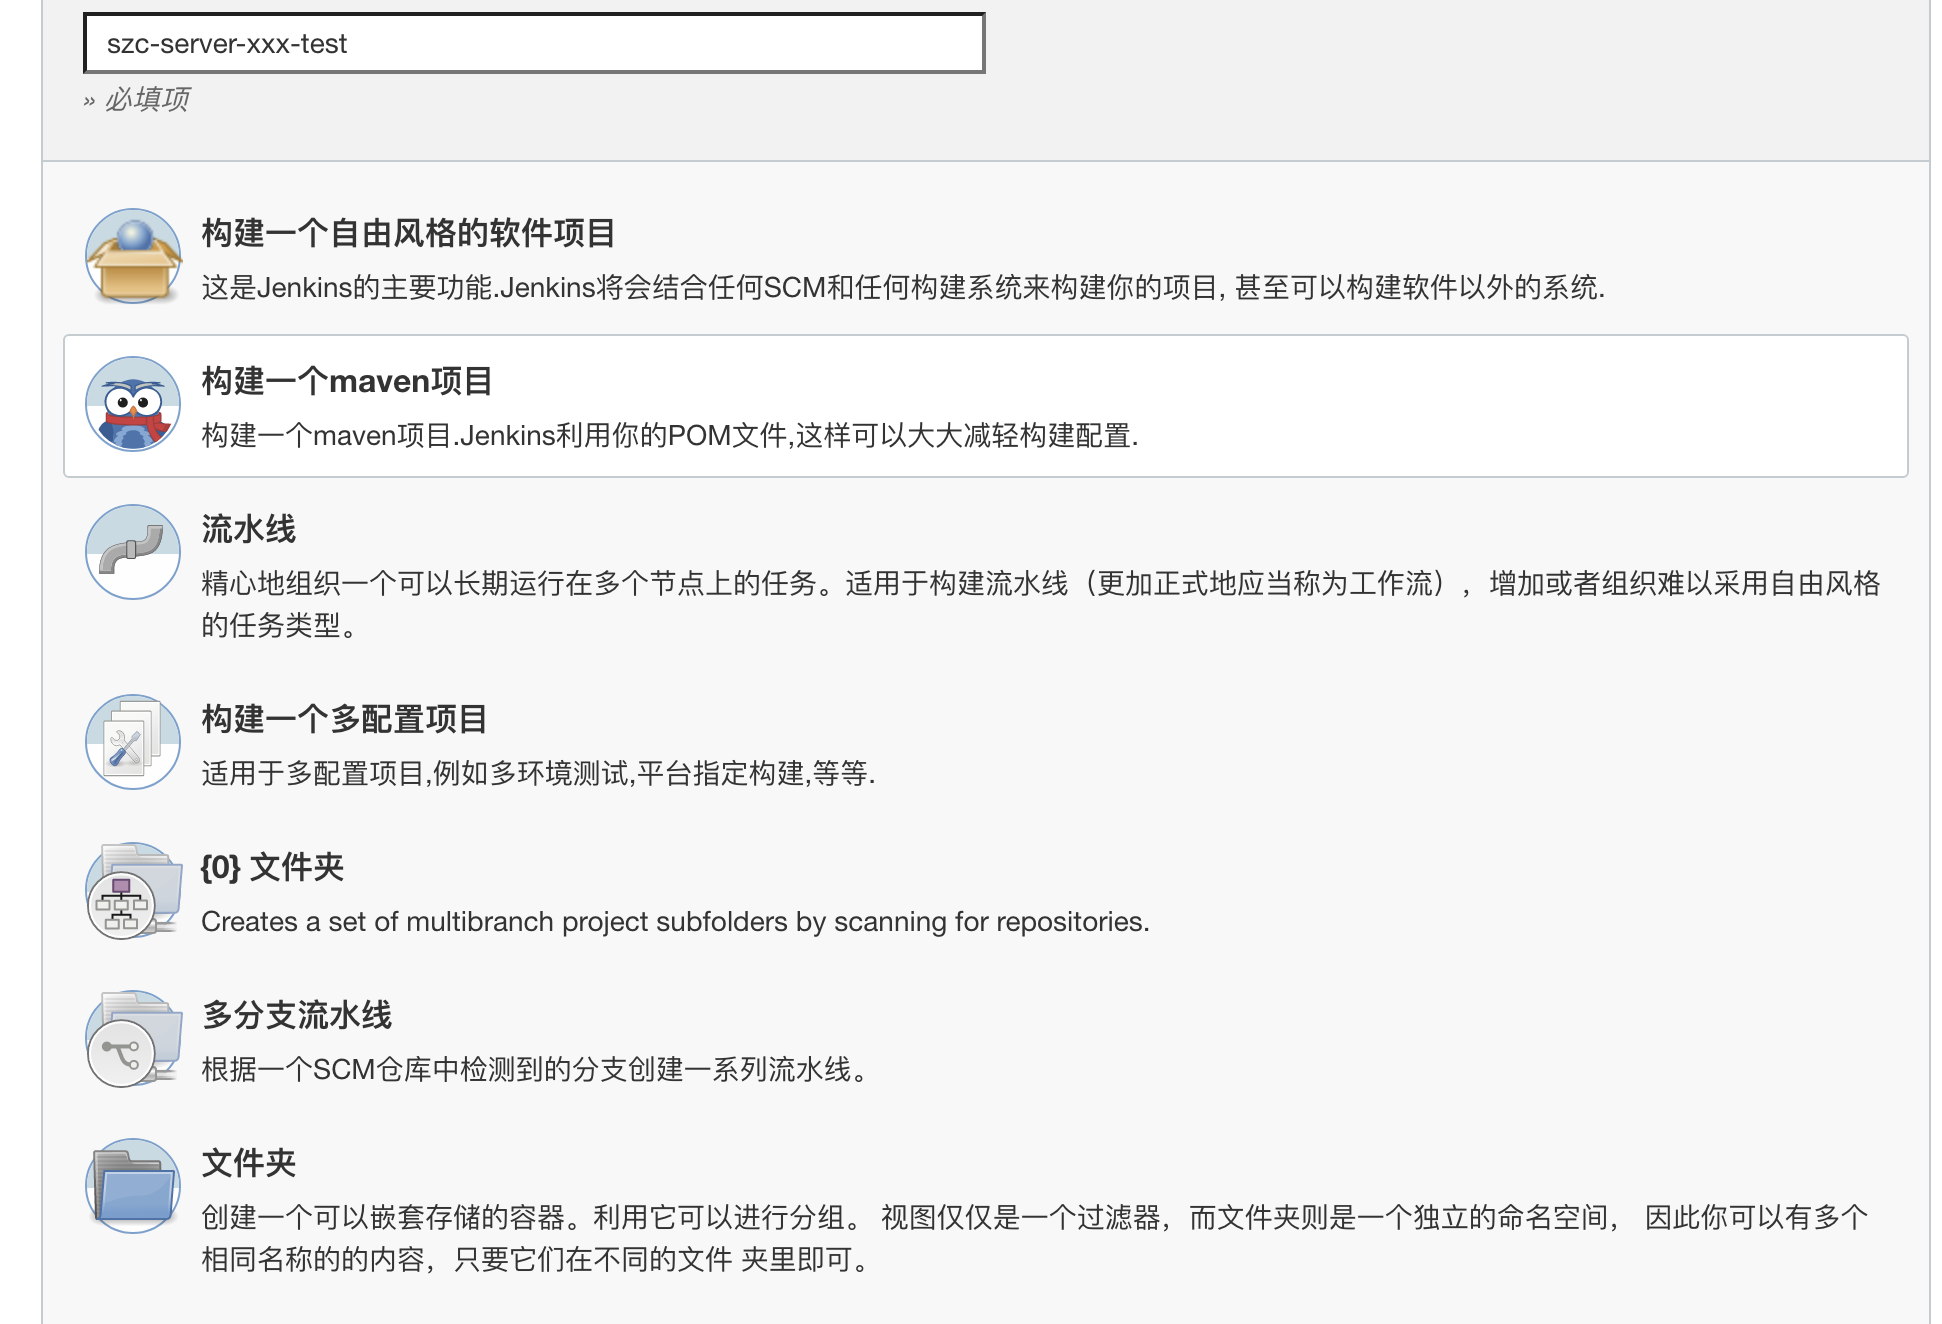 szc-server-xxx-test
» 必填项
构建一个自由风格的软件项目
这是Jenkins的主要功能.Jenkins将会结合任何SCM和任何构建系统来构建你的项目, 甚至可以构建软件以外的系统.
构建一个maven项目
构建一个maven项目.Jenkins利用你的POM文件,这样可以大大减轻构建配置.
流水线
精心地组织一个可以长期运行在多个节点上的任务。适用于构建流水线（更加正式地应当称为工作流），增加或者组织难以采用自由风格
的任务类型。
构建一个多配置项目
适用于多配置项目,例如多环境测试,平台指定构建,等等.
{0} 文件夹
Creates a set of multibranch project subfolders by scanning for repositories.
多分支流水线
根据一个SCM仓库中检测到的分支创建一系列流水线。
文件夹
创建一个可以嵌套存储的容器。利用它可以进行分组。 视图仅仅是一个过滤器，而文件夹则是一个独立的命名空间， 因此你可以有多个
相同名称的的内容，只要它们在不同的文件 夹里即可。